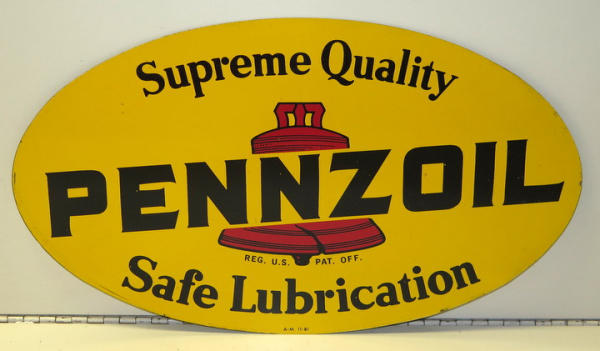 Supreme Quality
PENNZOIL
REG. U.S. PAT. OFF.
Safe Lubrication